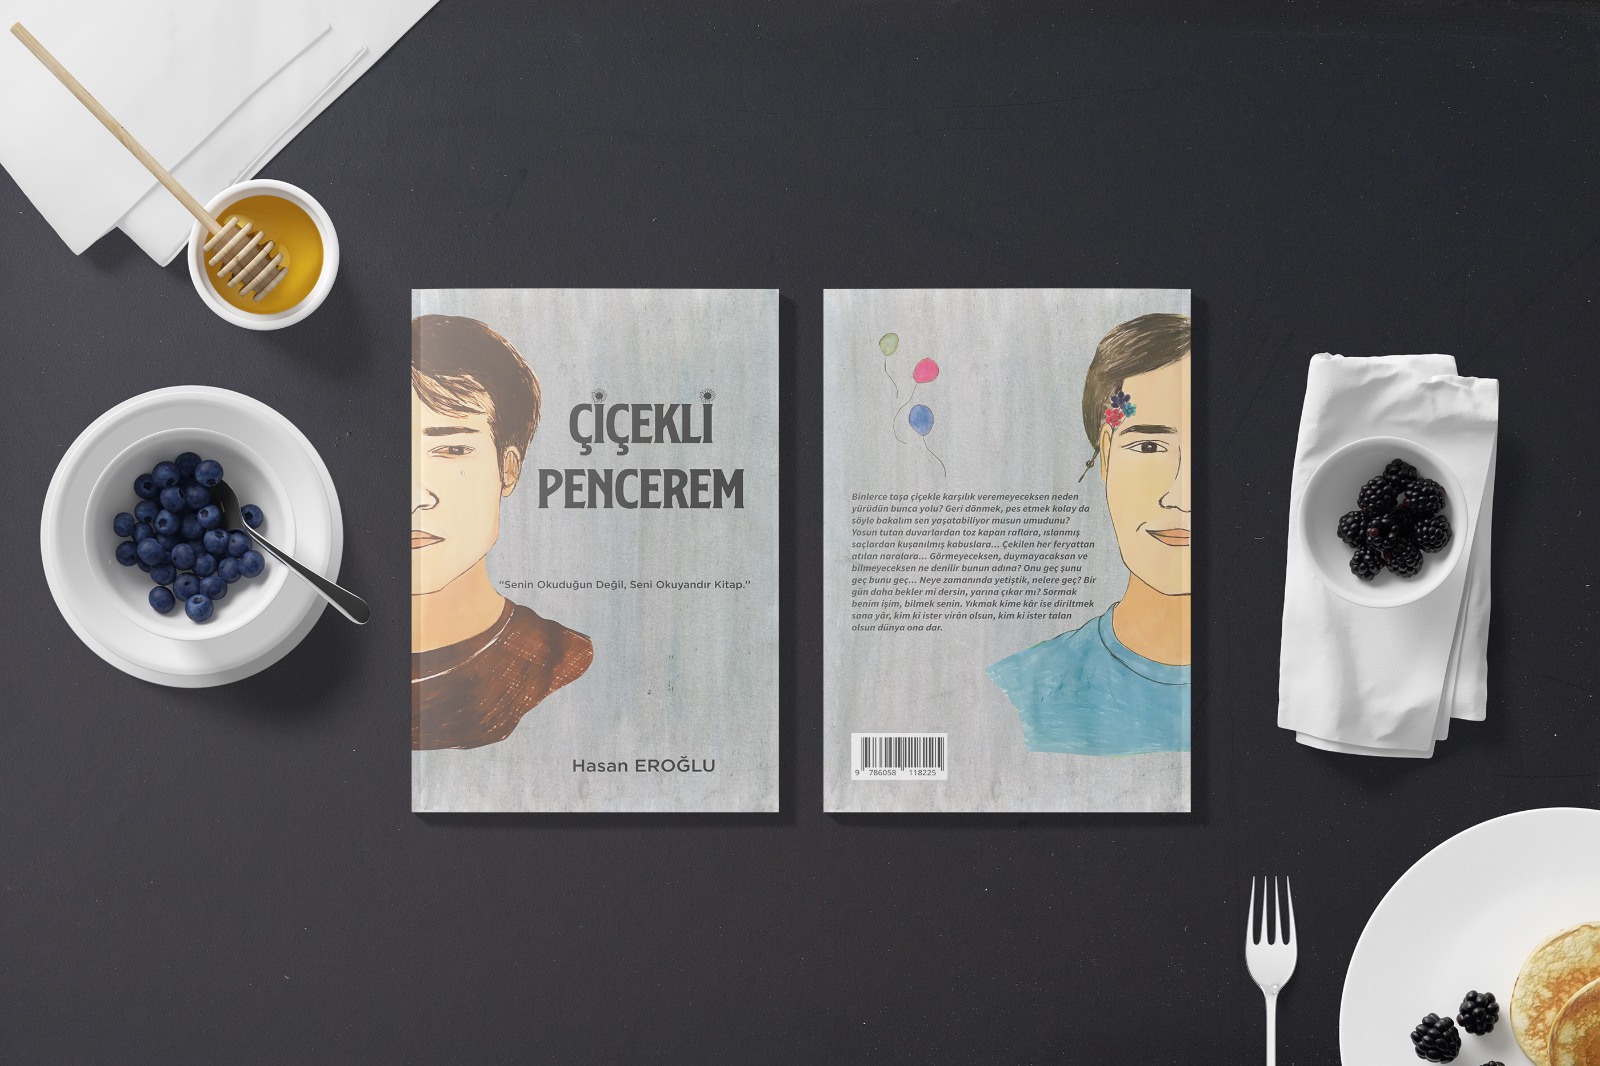 ÇİÇEKLİ
PENCEREM
"Senin Okuduğun Değil, Seni Okuyandır Kitap."
Hasan EROĞLU
Binlerce taşa çiçekle karşılık veremeyeceksen neden
yürüdün bunca yolu? Geri dönmek, pes etmek kolay da
söyle bakalım sen yaşatabiliyor musun umudunu?
Yosun tutan duvarlardan toz kapan raflara, ıslanmış
saçlardan kuşanılmış kabuslara... Çekilen her feryattan
atılan naralara... Görmeyeceksen, duymayacaksan ve
bilmeyeceksen ne denilir bunun adına? Onu geç şunu
geç bunu geç... Neye zamanında yetiştik, nelere geç? Bir
gün daha bekler mi dersin, yarına çıkar mı? Sormak
benim işim, bilmek senin. Yıkmak kime kâr ise diriltmek
sana yâr, kim ki ister virân olsun, kim ki ister talan
olsun dünya ona dar.
9 786058 118225